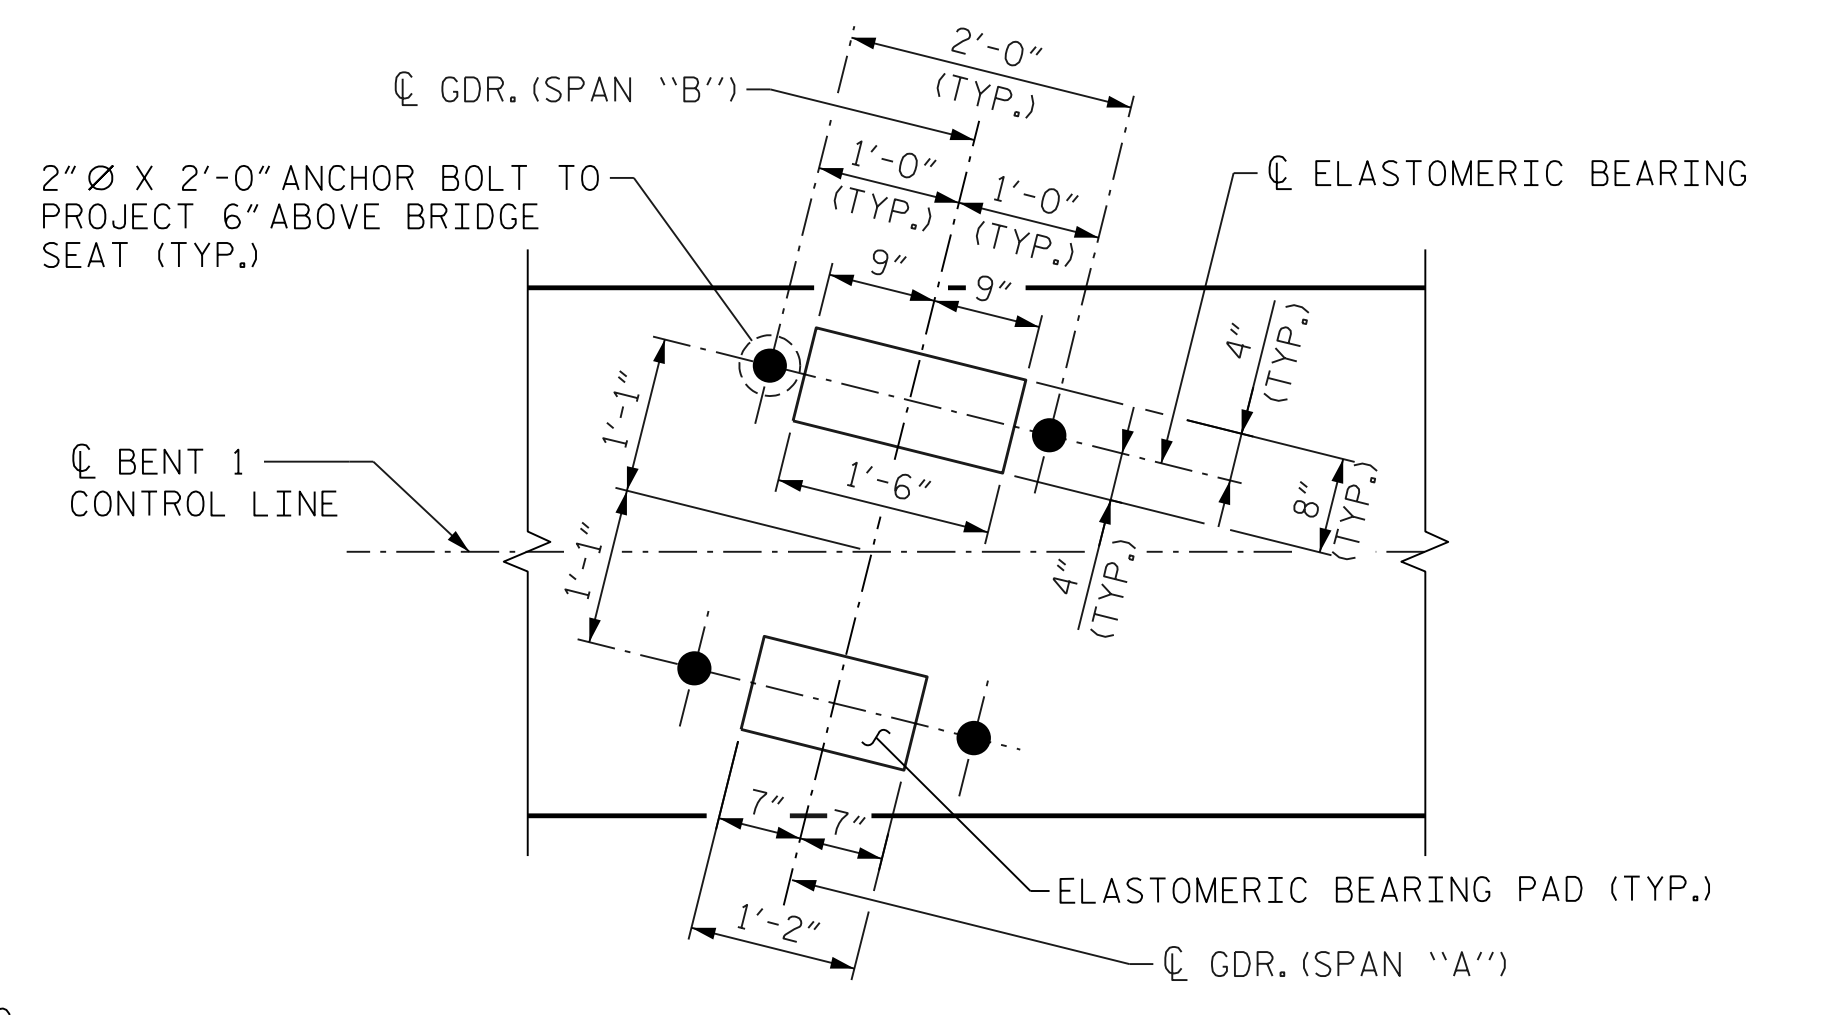 2'-0"
(TYP.)
℄ GDR. (SPAN "B")
1'-0"
(TYP.)
1'-0"
(TYP.)
2"Ø X 2'-0" ANCHOR BOLT TO
PROJECT 6" ABOVE BRIDGE
SEAT (TYP.)
℄ ELASTOMERIC BEARING
9"
9"
4"
(TYP.)
1'-1"
℄ BENT 1
CONTROL LINE
1'-6"
8"
(TYP.)
1'-1"
4"
(TYP.)
7"
7"
ELASTOMERIC BEARING PAD (TYP.)
1'-2"
℄ GDR. (SPAN "A")